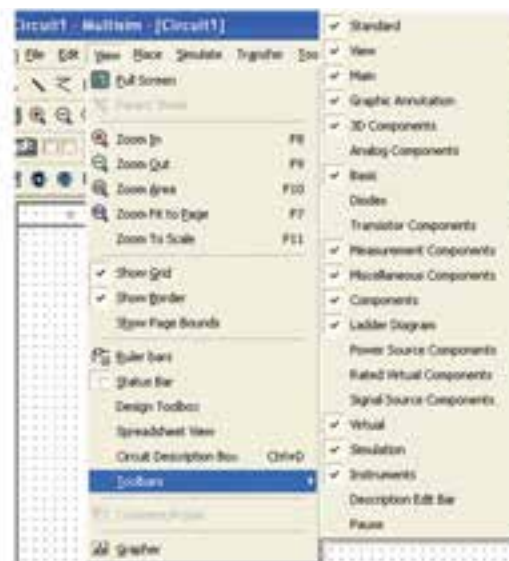 Circuit1 - Multisim - [Circuit1]
File Edit View Place Simulate Transfer Too
Full Screen
Parent Sheet
Zoom In F8
Zoom Out F9
Zoom Area F10
Zoom Fit to Page F7
Zoom To Scale F11
Show Grid
Show Border
Show Page Bounds
Ruler bars
Status Bar
Design Toolbox
Spreadsheet View
Circuit Description Box Ctrl+D
Toolbars
Grapher
Standard
View
Main
Graphic Annotation
3D Components
Analog Components
Basic
Diodes
Transistor Components
Measurement Components
Miscellaneous Components
Components
Ladder Diagram
Power Source Components
Rated Virtual Components
Signal Source Components
Virtual
Simulation
Instruments
Description Edit Bar
Pause